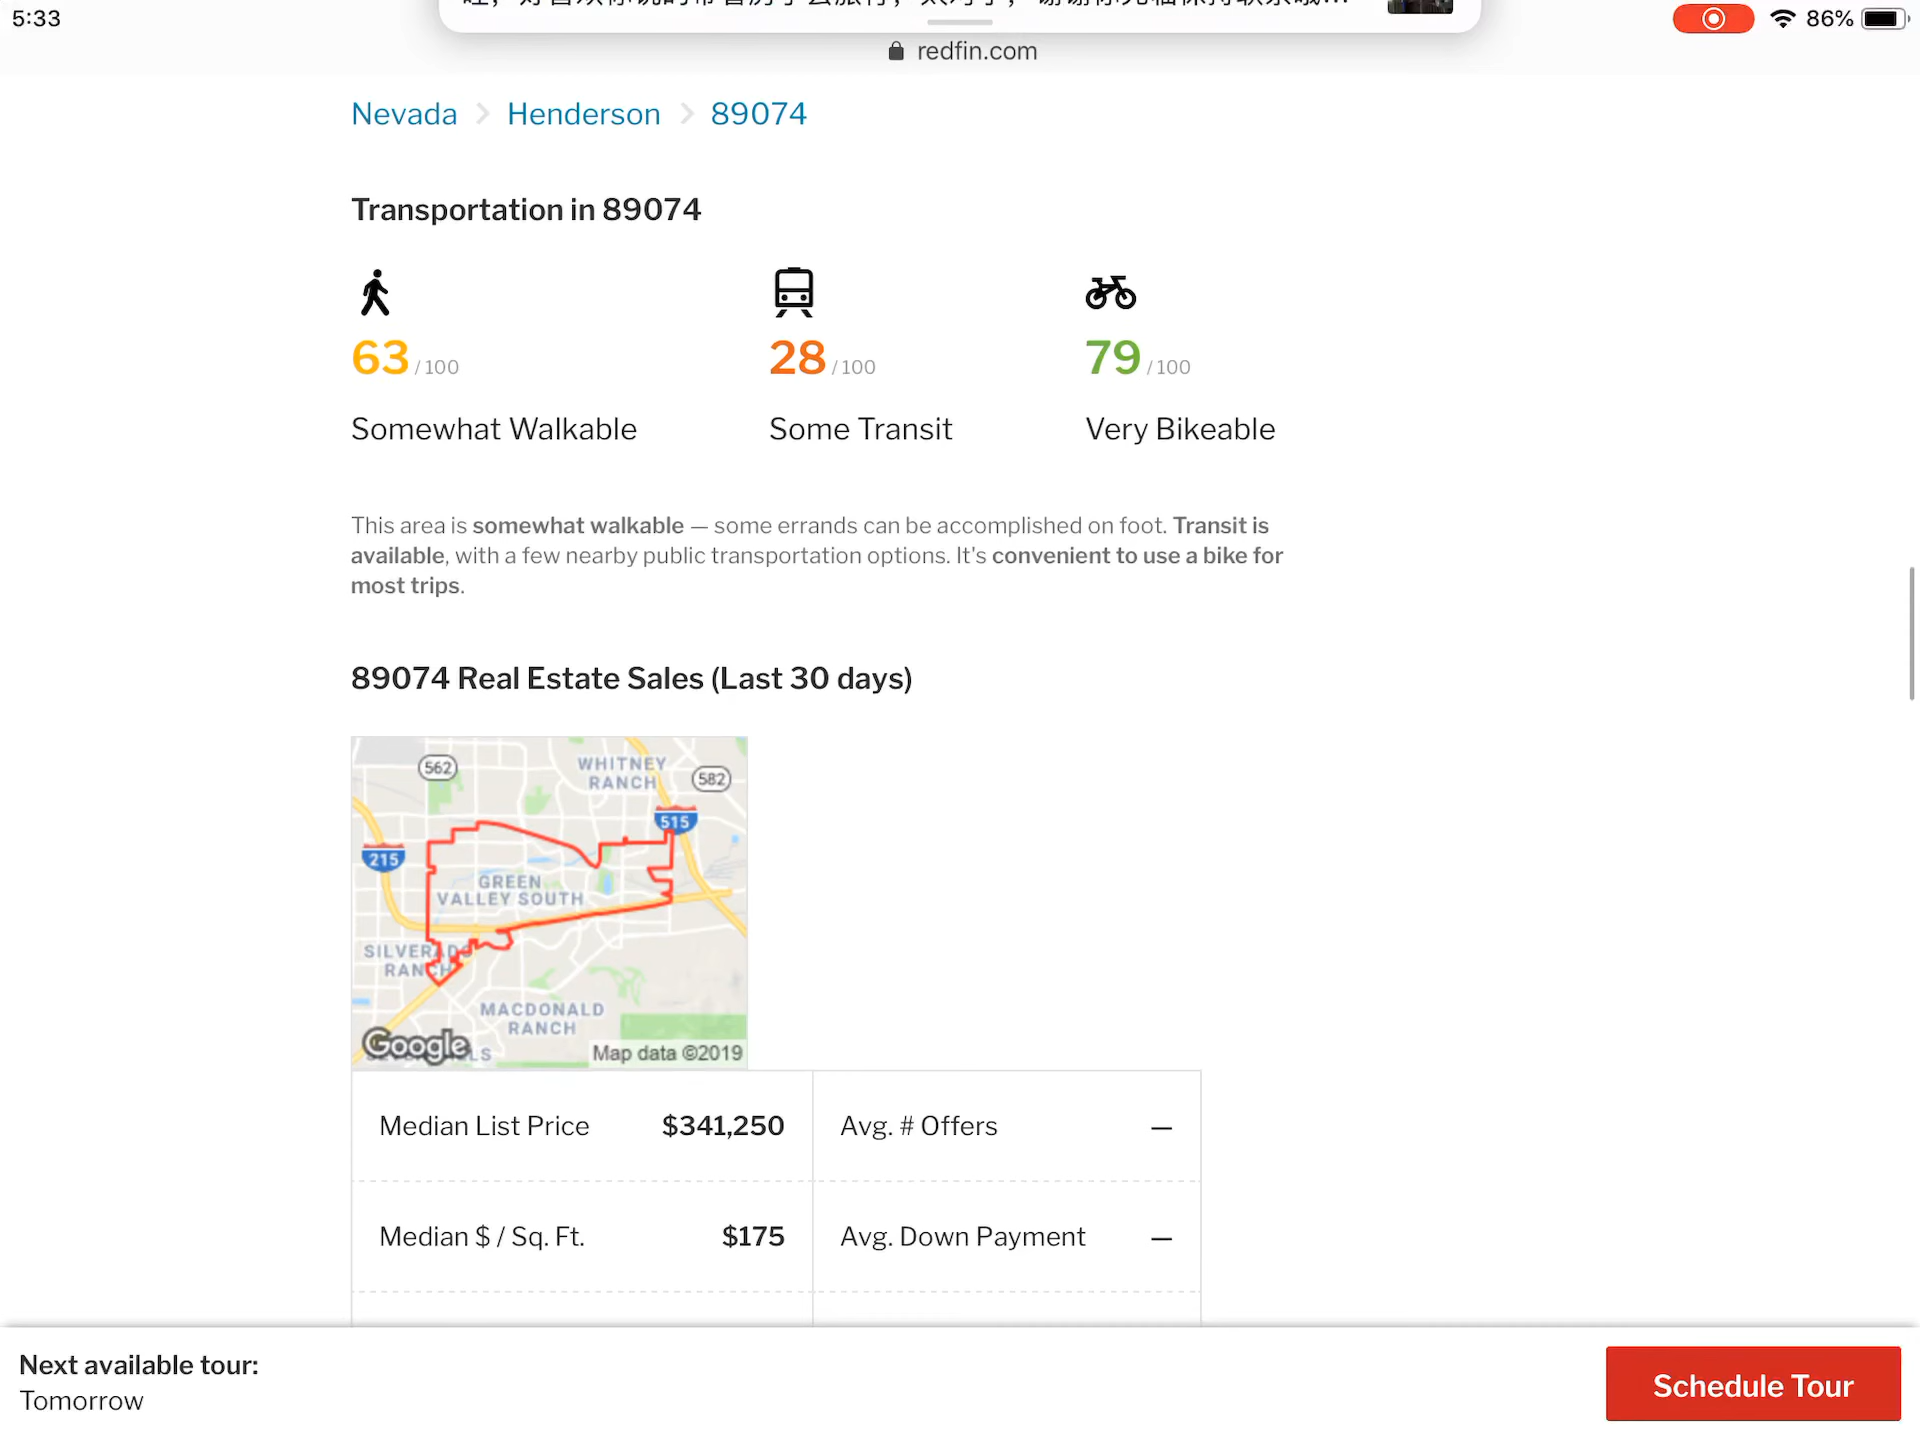 5:33
86%
redfin.com
Nevada > Henderson > 89074
Transportation in 89074
63 / 100
28 / 100
79 / 100
Somewhat Walkable
Some Transit
Very Bikeable
This area is somewhat walkable — some errands can be accomplished on foot. Transit is
available, with a few nearby public transportation options. It's convenient to use a bike for
most trips.
89074 Real Estate Sales (Last 30 days)
562
WHITNEY
RANCH
582
515
215
GREEN
VALLEY SOUTH
SILVERADO
RANCH
MACDONALD
RANCH
Google
Map data ©2019
Median List Price $341,250
Avg. # Offers —
Median $ / Sq. Ft. $175
Avg. Down Payment —
Next available tour:
Tomorrow
Schedule Tour